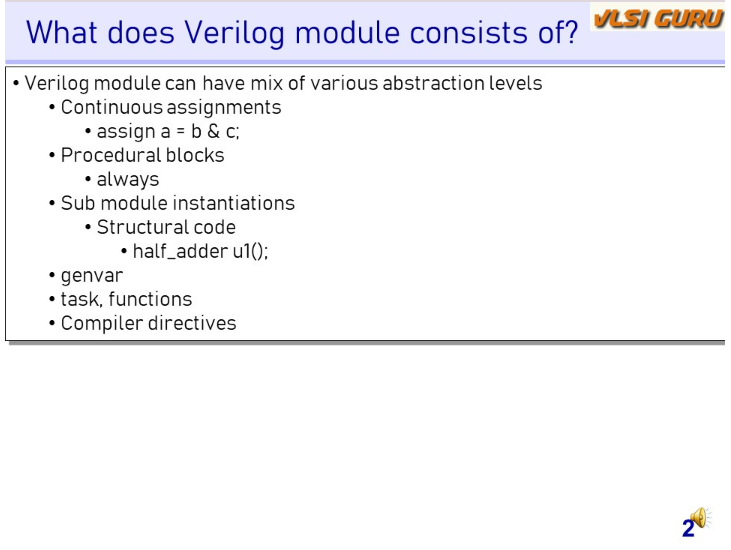 What does Verilog module consists of?
VLSI GURU
• Verilog module can have mix of various abstraction levels
• Continuous assignments
• assign a = b & c;
• Procedural blocks
• always
• Sub module instantiations
• Structural code
• half_adder u1();
• genvar
• task, functions
• Compiler directives
2